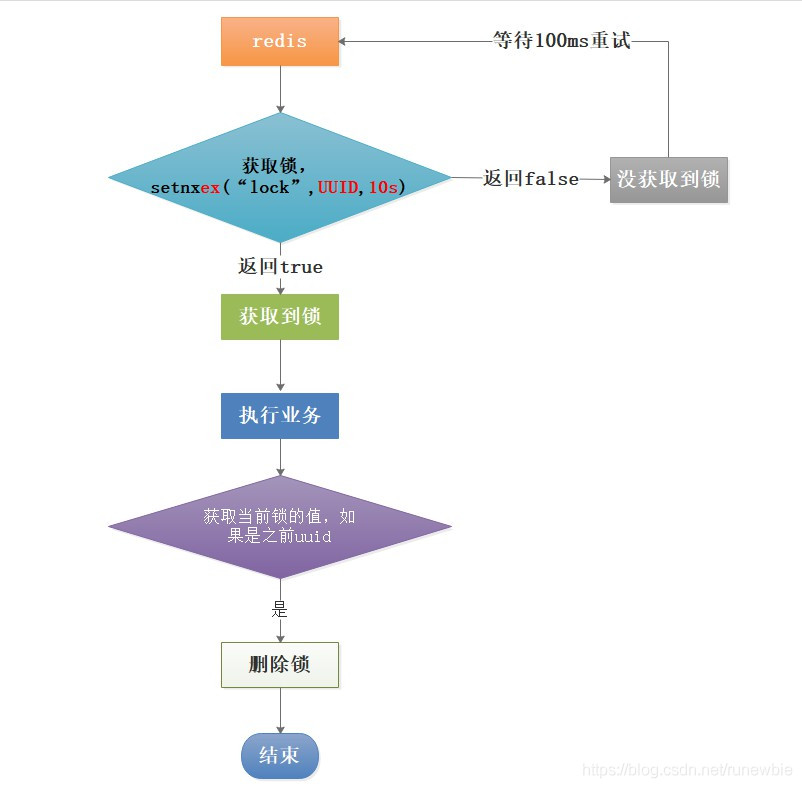 redis
等待100ms重试
获取锁，
setnxex(“lock”,UUID,10s)
返回false
没获取到锁
返回true
获取到锁
执行业务
获取当前锁的值，如
果是之前uuid
是
删除锁
结束
https://blog.csdn.net/runewbie